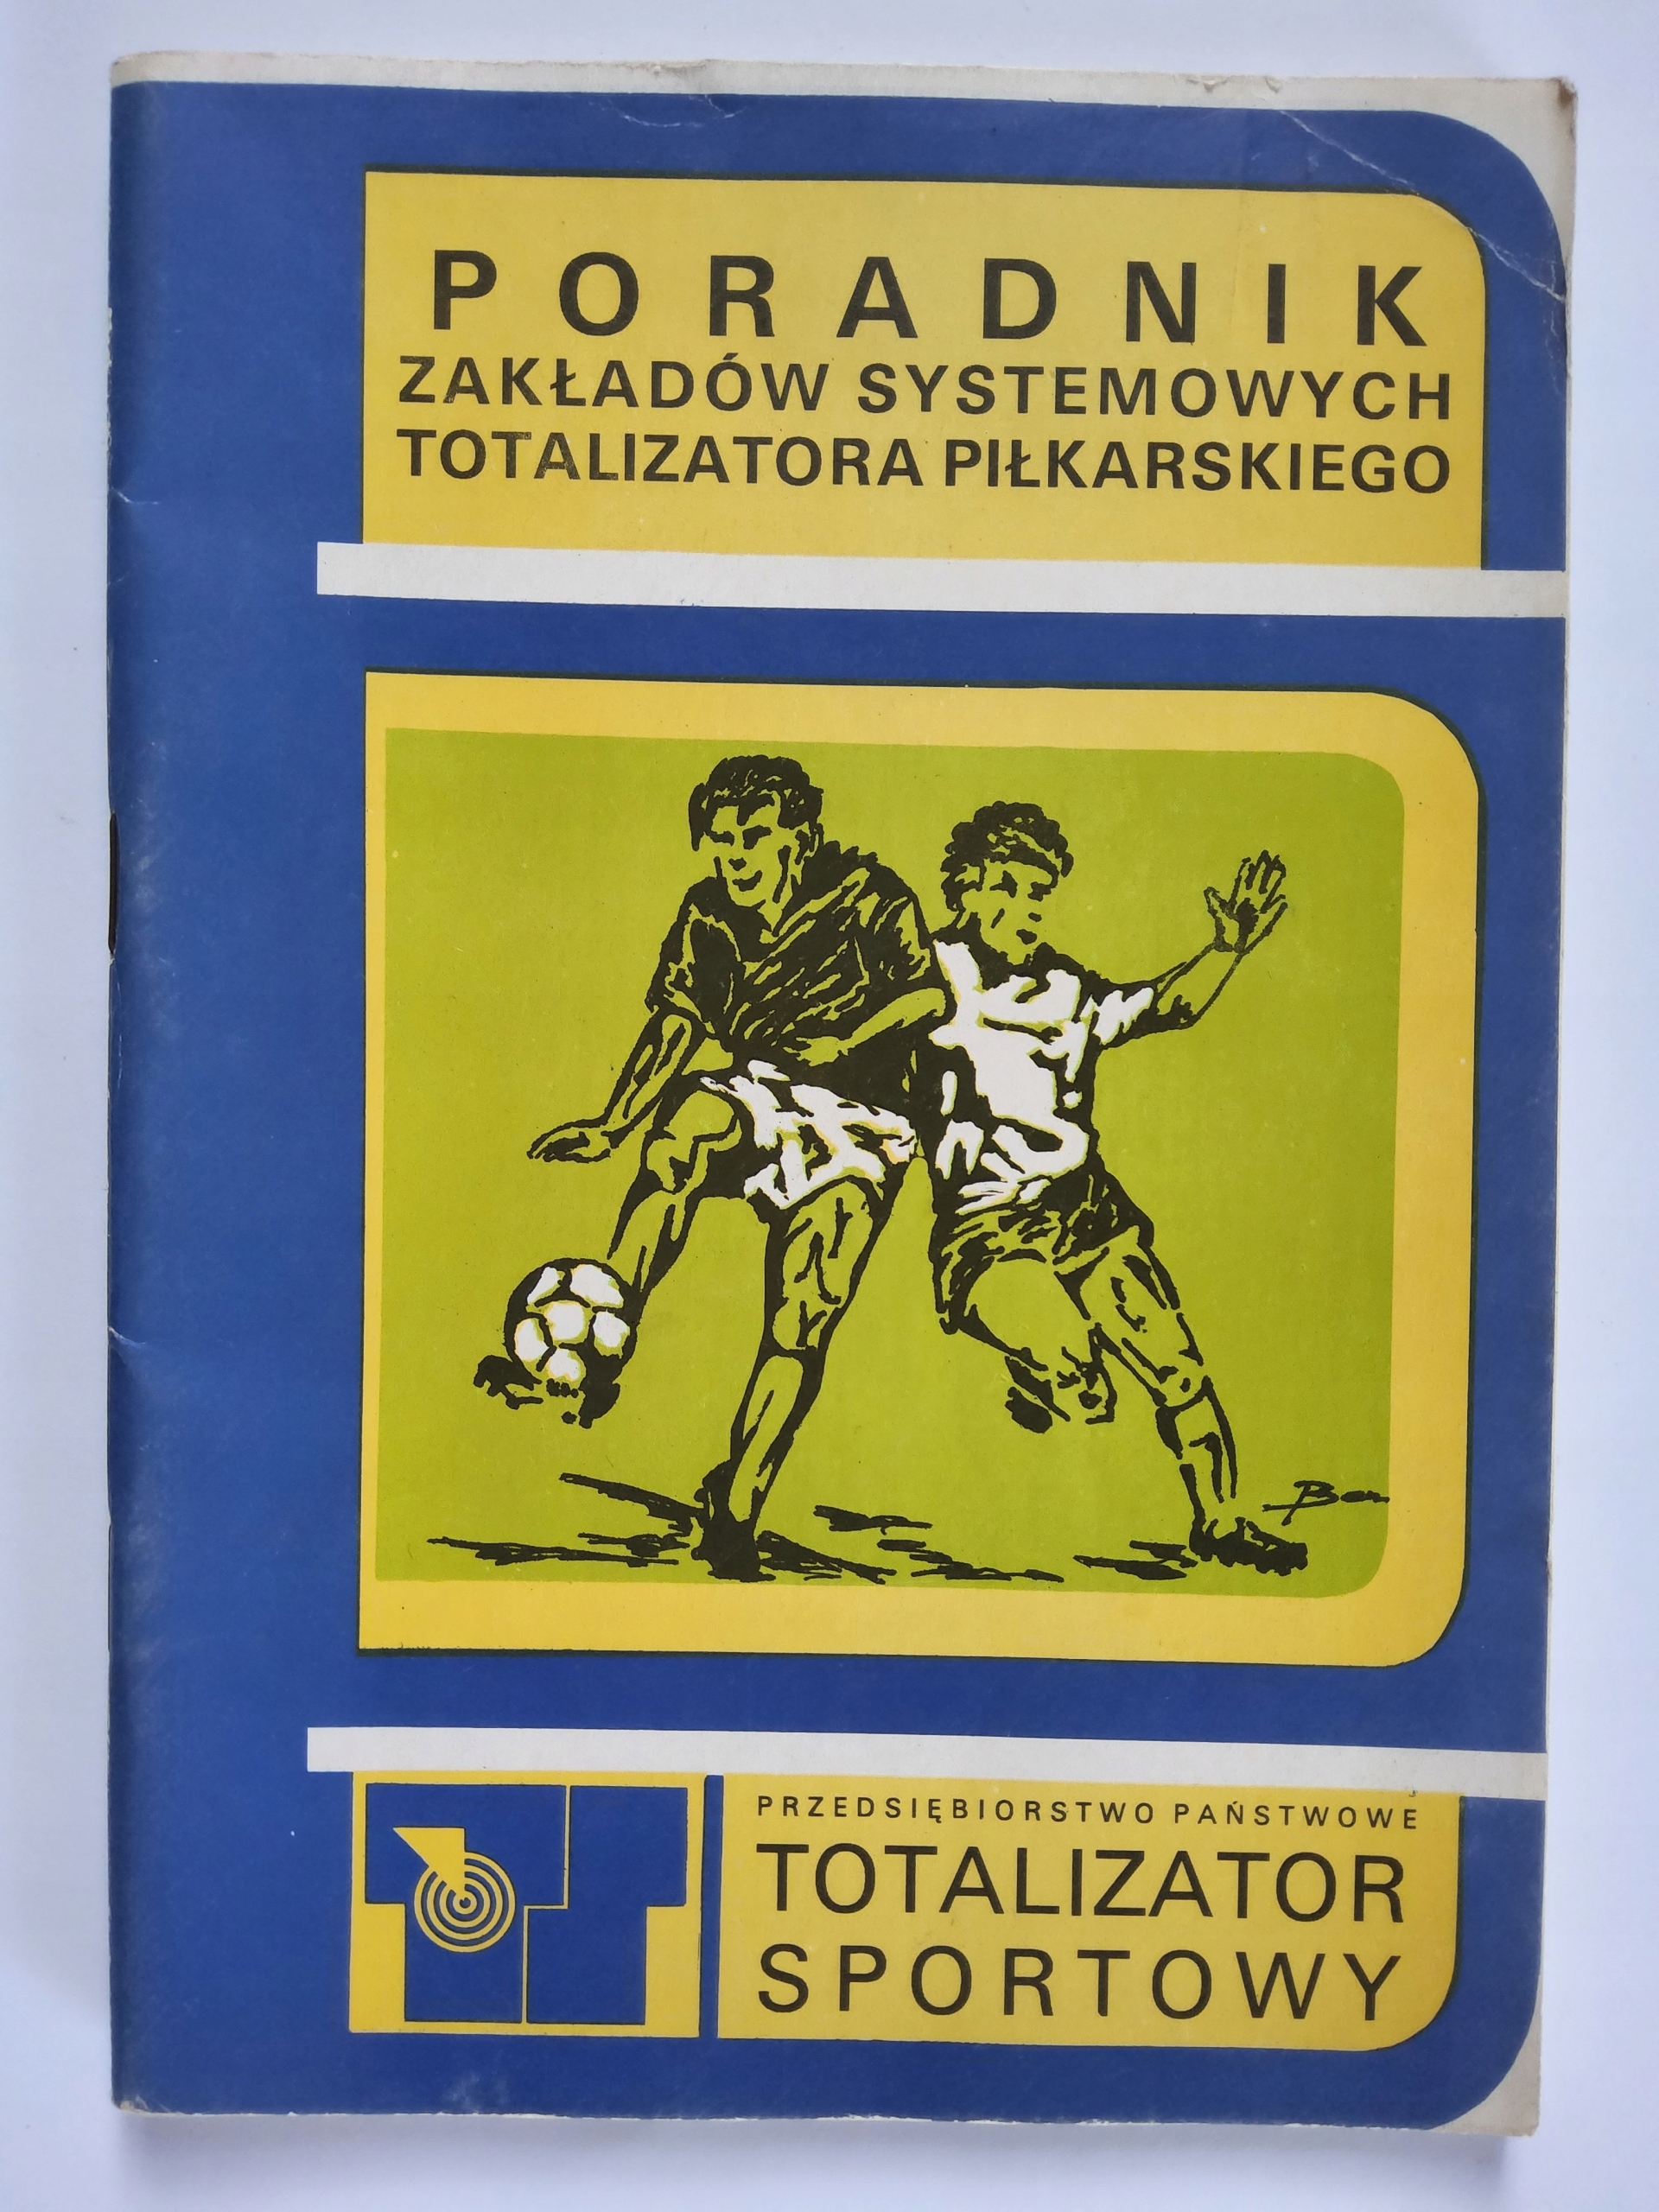 PORADNIK
ZAKŁADÓW SYSTEMOWYCH
TOTALIZATORA PIŁKARSKIEGO
PRZEDSIĘBIORSTWO PAŃSTWOWE
TOTALIZATOR
SPORTOWY